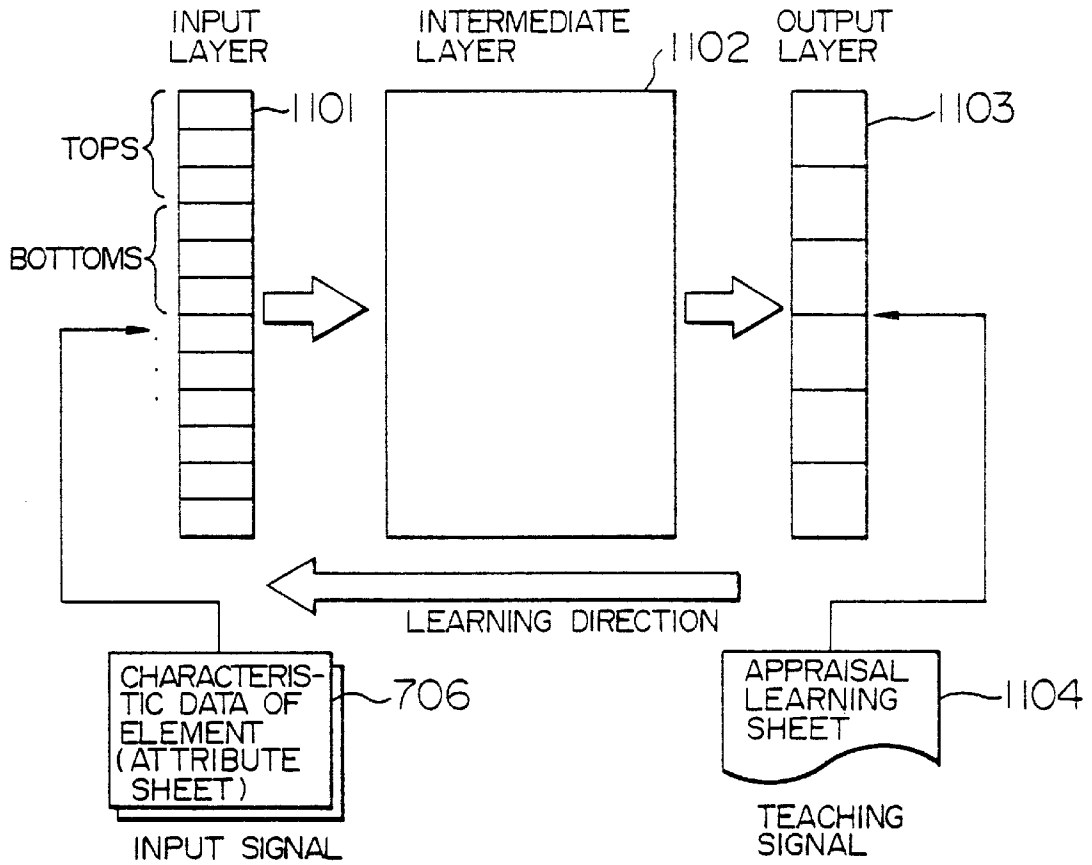 INPUT
LAYER
INTERMEDIATE
LAYER
OUTPUT
LAYER
1101
1102
1103
TOPS
BOTTOMS
LEARNING DIRECTION
CHARACTERIS-
TIC DATA OF
ELEMENT
(ATTRIBUTE
SHEET)
706
INPUT SIGNAL
APPRAISAL
LEARNING
SHEET
1104
TEACHING
SIGNAL